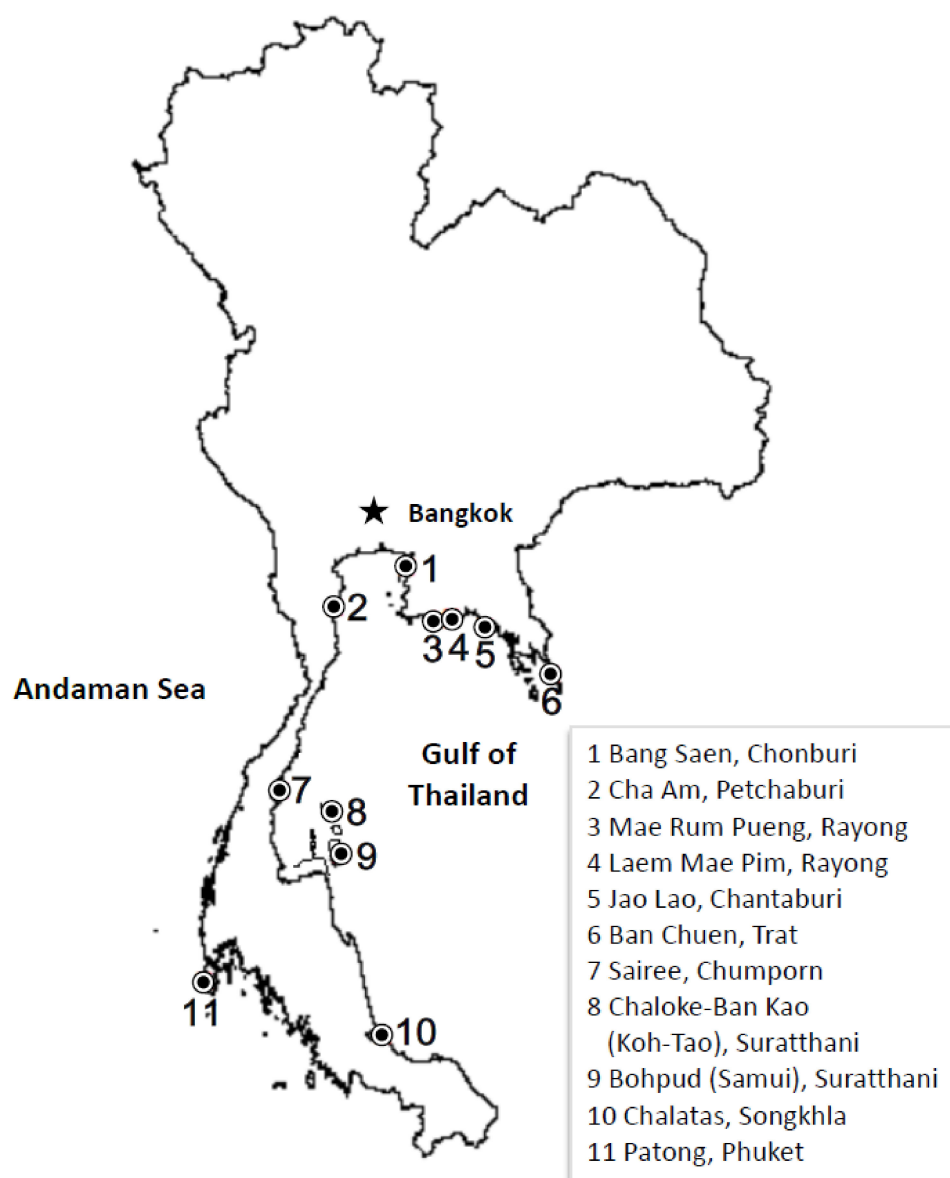 Bangkok
1
2
3
4
5
6
Andaman Sea
Gulf of
Thailand
7
8
9
10
11
1 Bang Saen, Chonburi
2 Cha Am, Petchaburi
3 Mae Rum Pueng, Rayong
4 Laem Mae Pim, Rayong
5 Jao Lao, Chantaburi
6 Ban Chuen, Trat
7 Sairee, Chumporn
8 Chaloke-Ban Kao
(Koh-Tao), Suratthani
9 Bohpud (Samui), Suratthani
10 Chalatas, Songkhla
11 Patong, Phuket